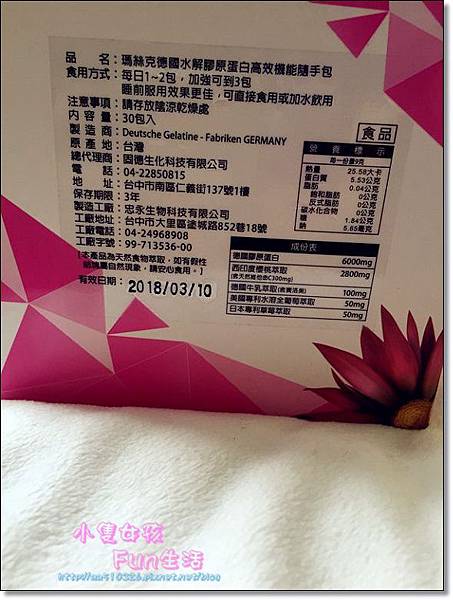 品　　名：瑪絲克德國水解膠原蛋白高效機能隨手包
食用方式：每日1~2包，加強可到3包
睡前服用效果更佳，可直接食用或加水飲用
注意事項：請存放蔭涼乾燥處
內 容 量：30包入
製 造 商：Deutsche Gelatine - Fabriken GERMANY
原 產 地：台灣
總代理商：固德生化科技有限公司
電　　話：04-22850815
地　　址：台中市南區仁義街137號1樓
保存期限：3年
製造工廠：忠永生物科技有限公司
工廠地址：台中市大里區塗城路852巷18號
工廠電話：04-24968908
工廠字號：99-713536-00
本產品為天然食物萃取，如有假性
結塊屬自然現象，請安心食用。
有效日期：2018/03/10
食品
營養標示
每一份量9克
熱量 25.58大卡
蛋白質 5.53公克
脂肪 0.04公克
飽和脂肪 0公克
反式脂肪 0公克
碳水化合物 0公克
糖 1.84公克
鈉 5.65毫克
成份表
德國膠原蛋白 6000mg
西印度櫻桃萃取 2800mg
(含天然維他命C300mg)
德國牛乳萃取 100mg
美國專利水溶全葡萄萃取 50mg
日本專利草莓萃取 50mg
小隻女孩
Fun生活